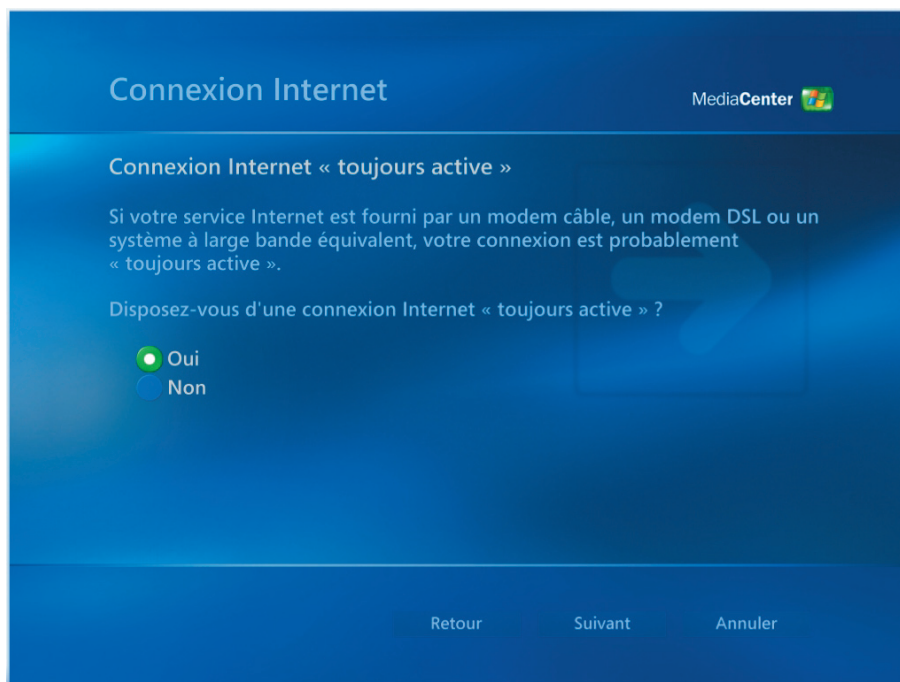 Connexion Internet
MediaCenter
Connexion Internet « toujours active »
Si votre service Internet est fourni par un modem câble, un modem DSL ou un
système à large bande équivalent, votre connexion est probablement
« toujours active ».
Disposez-vous d'une connexion Internet « toujours active » ?
Oui
Non
Retour Suivant Annuler